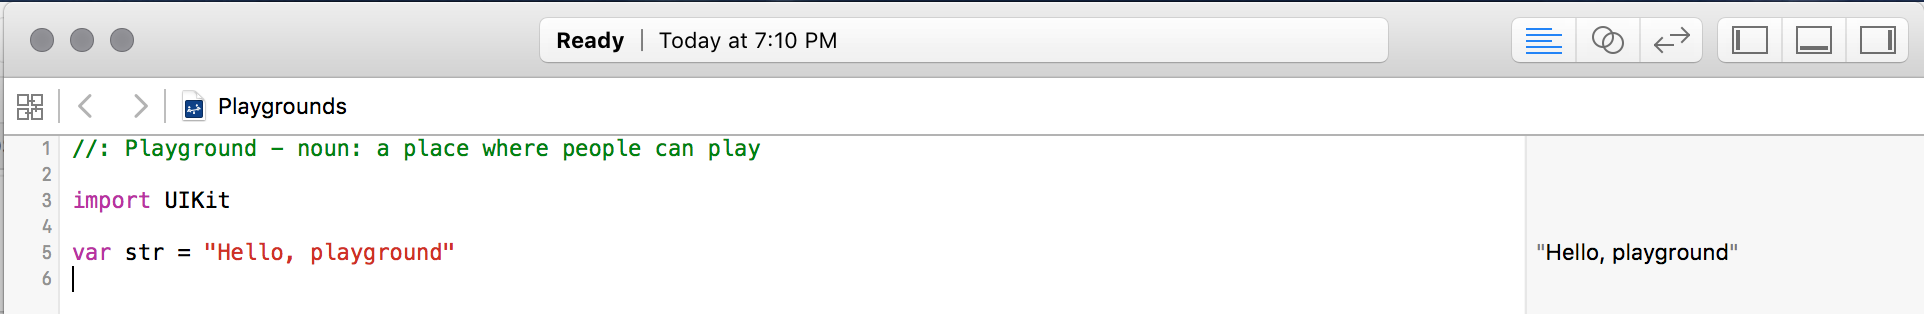 Ready | Today at 7:10 PM
Playgrounds
1 //: Playground - noun: a place where people can play
2
3 import UIKit
4
5 var str = "Hello, playground" "Hello, playground"
6